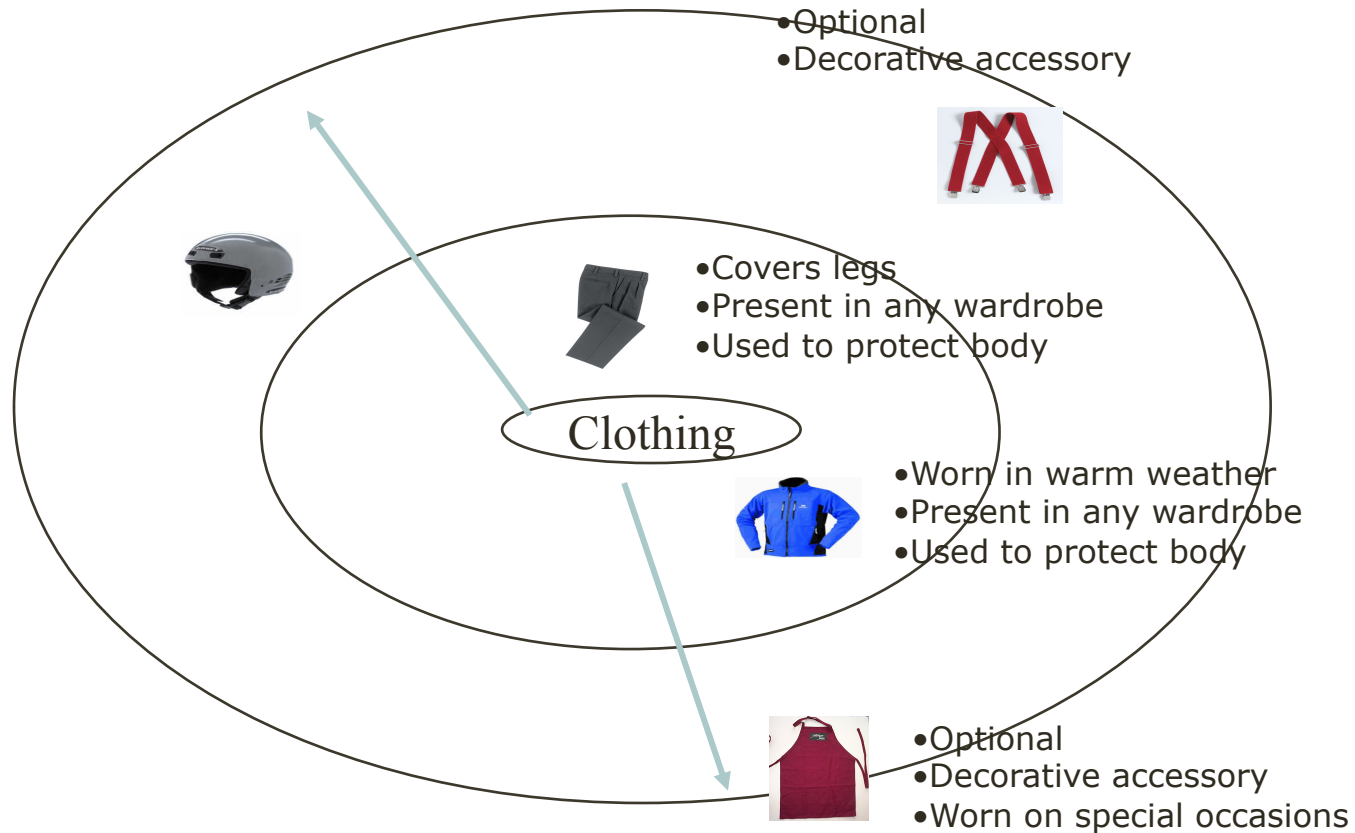 •Optional
•Decorative accessory
•Covers legs
•Present in any wardrobe
•Used to protect body
Clothing
•Worn in warm weather
•Present in any wardrobe
•Used to protect body
•Optional
•Decorative accessory
•Worn on special occasions